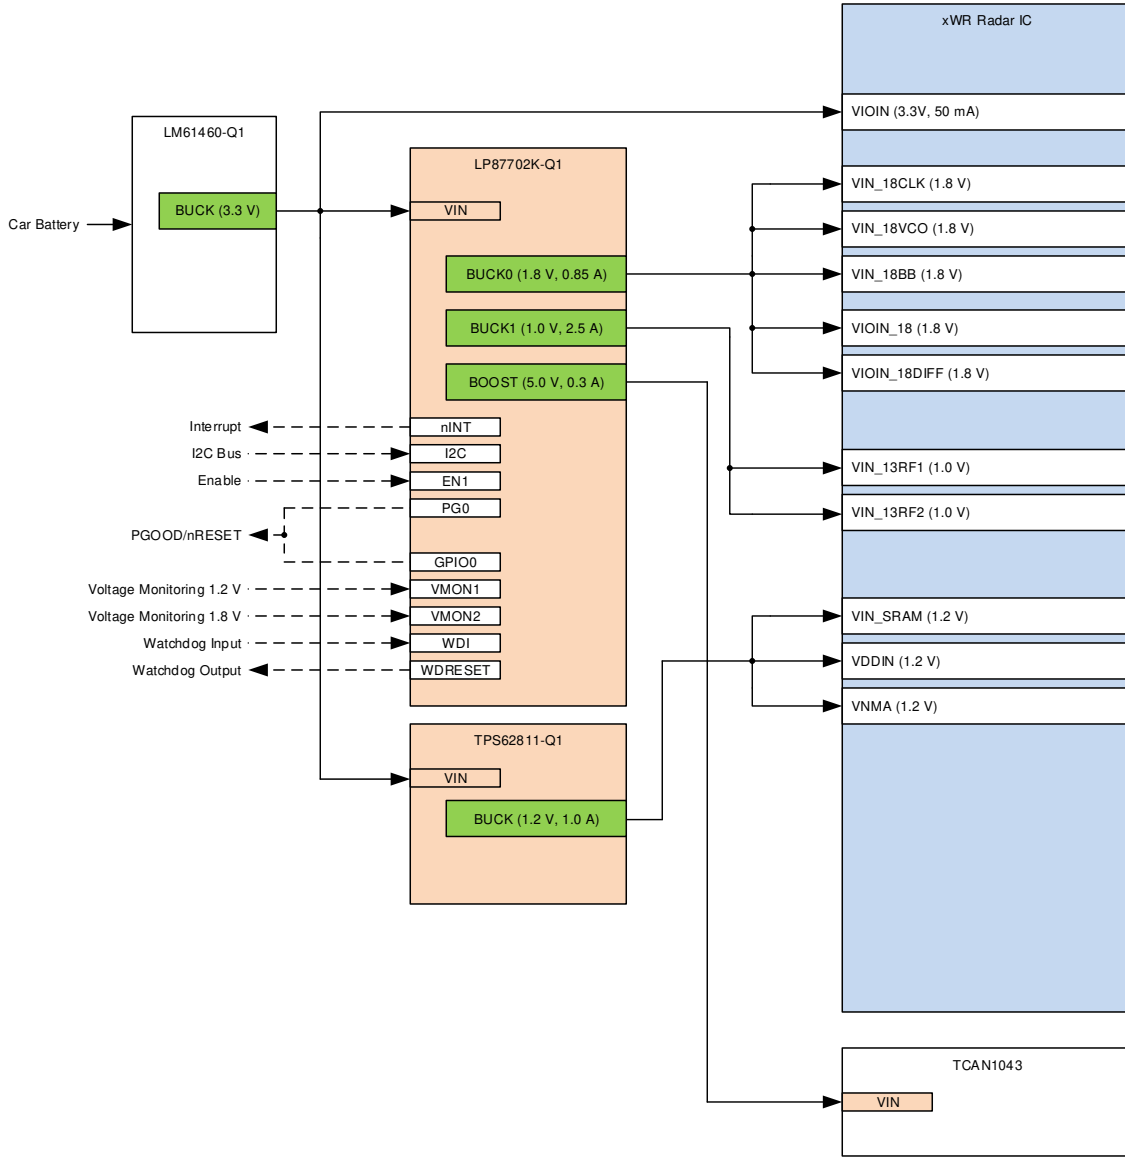 xWR Radar IC
VIOIN (3.3V, 50 mA)
LM61460-Q1
LP87702K-Q1
VIN_18CLK (1.8 V)
BUCK (3.3 V)
VIN
Car Battery
VIN_18VCO (1.8 V)
BUCK0 (1.8 V, 0.85 A)
VIN_18BB (1.8 V)
BUCK1 (1.0 V, 2.5 A)
VIOIN_18 (1.8 V)
BOOST (5.0 V, 0.3 A)
VIOIN_18DIFF (1.8 V)
Interrupt
nINT
I2C Bus
I2C
VIN_13RF1 (1.0 V)
Enable
EN1
PG0
VIN_13RF2 (1.0 V)
PGOOD/nRESET
GPIO0
Voltage Monitoring 1.2 V
VMON1
Voltage Monitoring 1.8 V
VMON2
VIN_SRAM (1.2 V)
Watchdog Input
WDI
VDDIN (1.2 V)
Watchdog Output
WDRESET
VNMA (1.2 V)
TPS62811-Q1
VIN
BUCK (1.2 V, 1.0 A)
TCAN1043
VIN